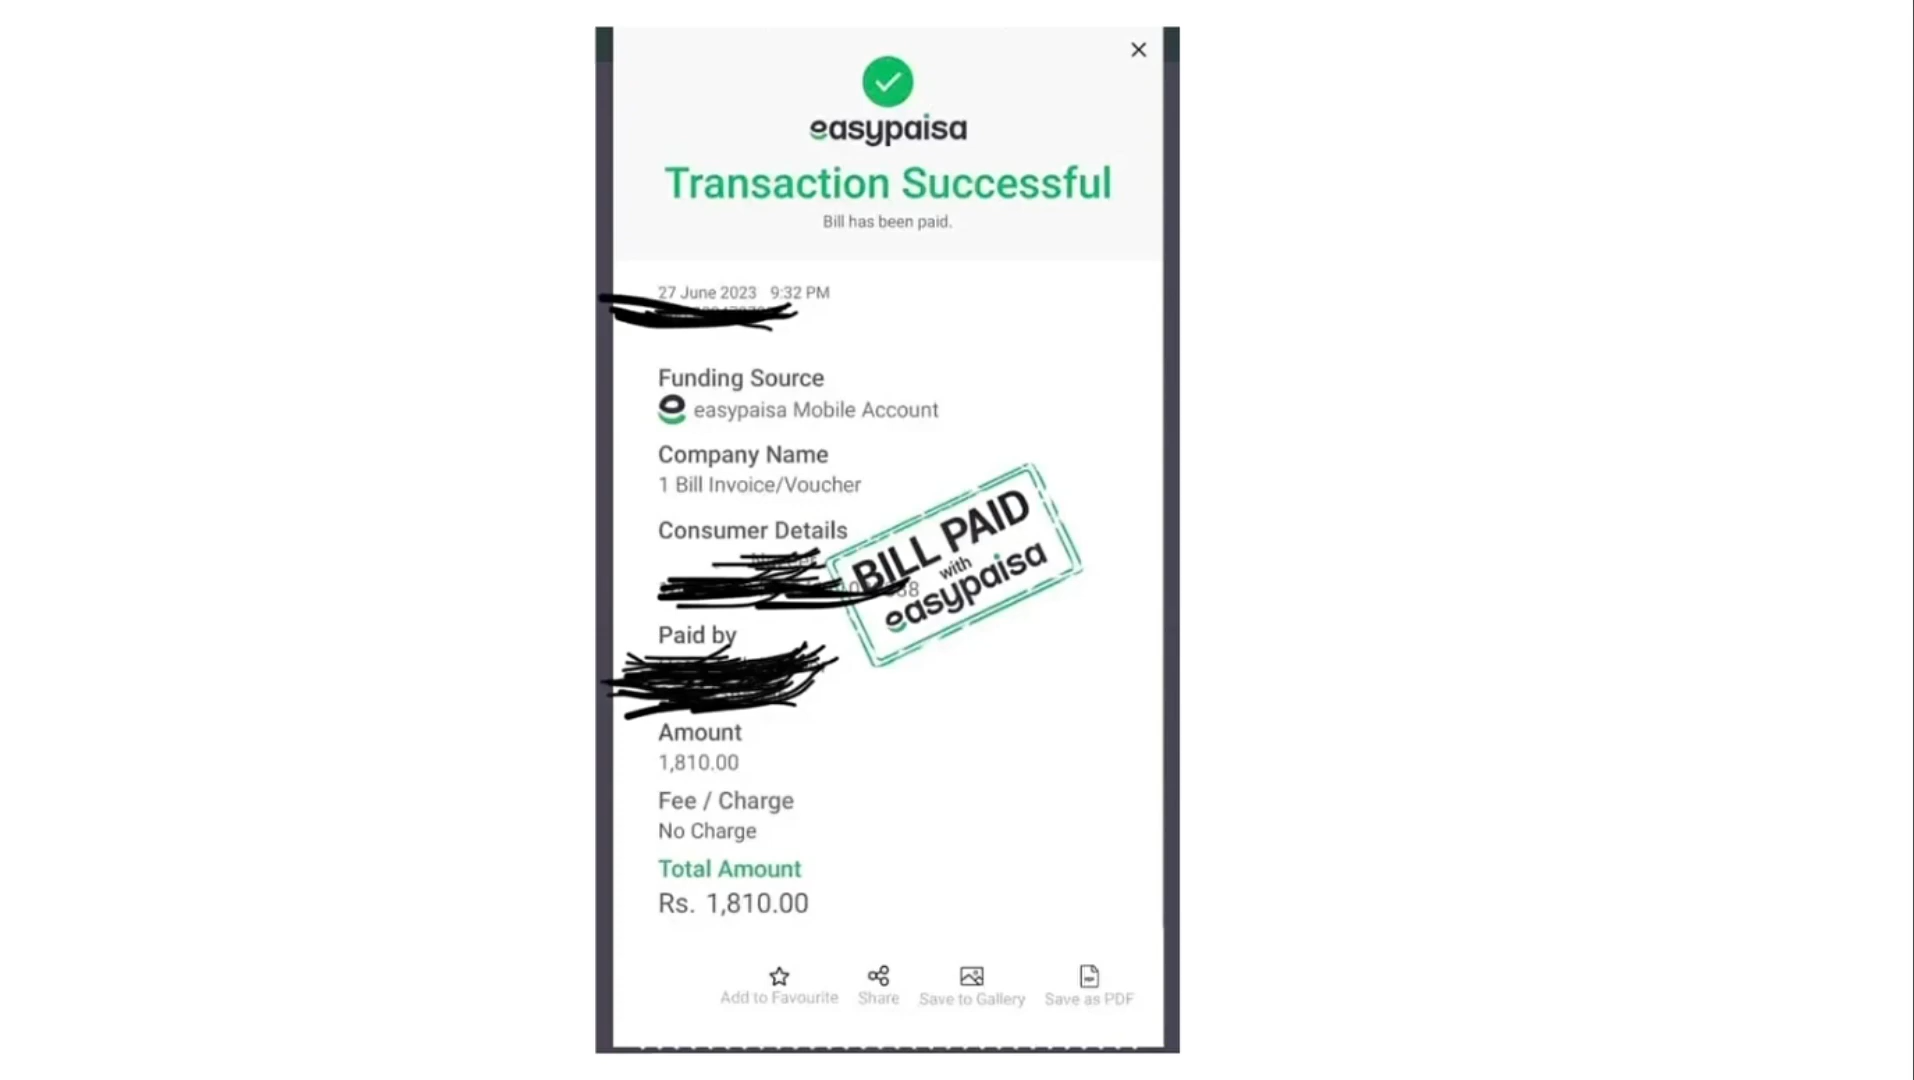 easypaisa
Transaction Successful
Bill has been paid.
27 June 2023 9:32 PM
Funding Source
easypaisa Mobile Account
Company Name
1 Bill Invoice/Voucher
Consumer Details
BILL PAID
with
easypaisa
Paid by
Amount
1,810.00
Fee / Charge
No Charge
Total Amount
Rs. 1,810.00
Add to Favourite Share Save to Gallery Save as PDF